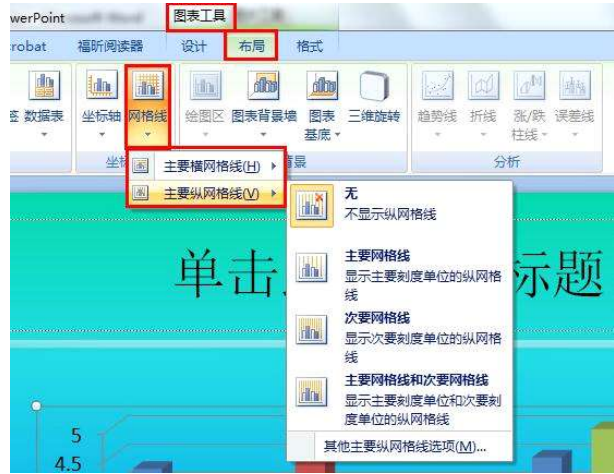 werPoint
图表工具
robat 福昕阅读器 设计 布局 格式
签 数据表 坐标轴 网格线 绘图区 图表背景墙 图表基底 三维旋转 趋势线 折线 涨/跌柱线 误差线
坐 景 分析
主要横网格线(H)
主要纵网格线(V)
无
不显示纵网格线
主要网格线
显示主要刻度单位的纵网格
线
次要网格线
显示次要刻度单位的纵网格
线
主要网格线和次要网格线
显示主要刻度单位和次要刻
度单位的纵网格线
其他主要纵网格线选项(M)...
单击 标题
5
4.5